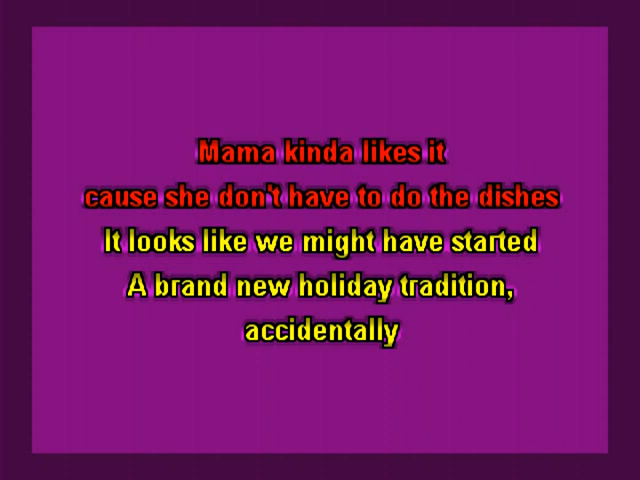 Mama kinda likes it
cause she don't have to do the dishes
It looks like we might have started
A brand new holiday tradition,
accidentally